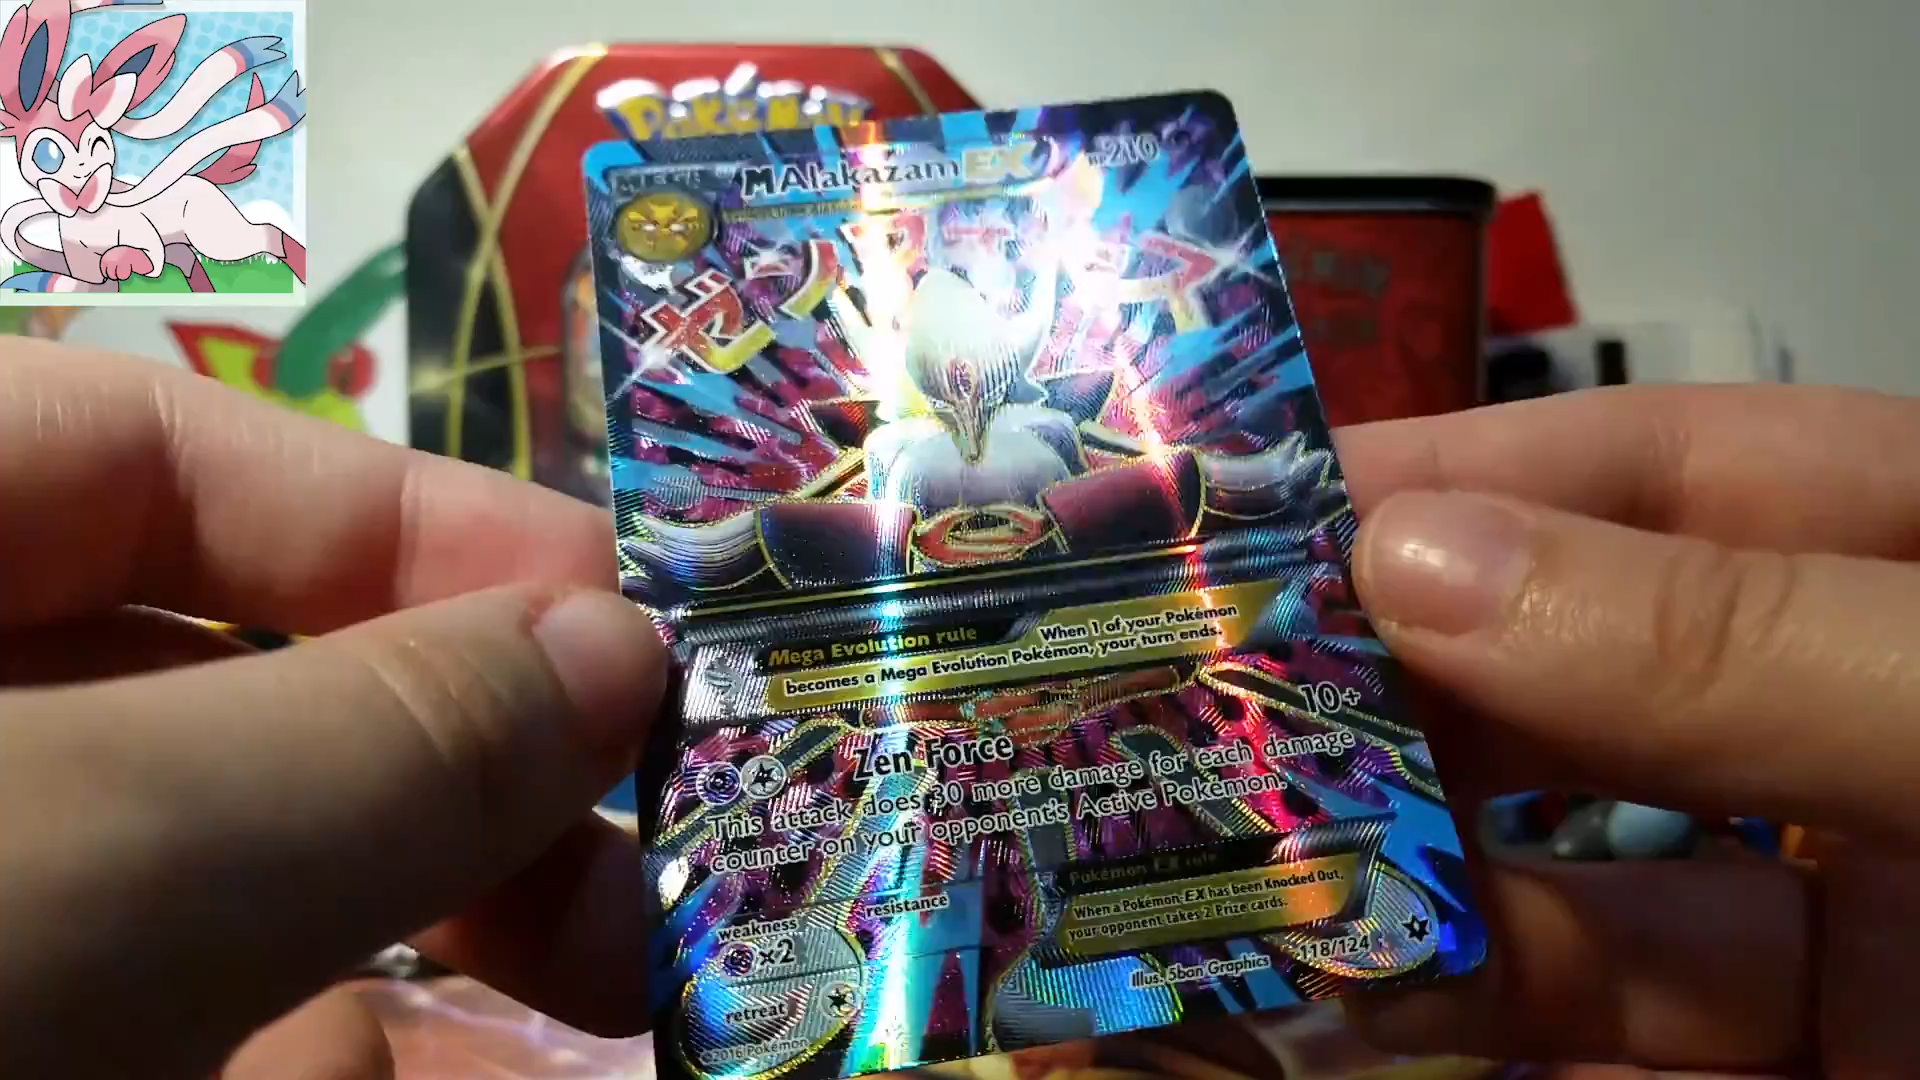 Pokémon
MEGA
MAlakazam EX
HP210
Mega Evolution rule
When 1 of your Pokémon
becomes a Mega Evolution Pokémon, your turn ends.
Zen Force
10+
This attack does 30 more damage for each damage
counter on your opponent's Active Pokémon.
weakness
×2
resistance
retreat
Pokémon EX rule
When a Pokémon-EX has been Knocked Out,
your opponent takes 2 Prize cards.
Illus. 5ban Graphics
118/124
©2016 Pokémon